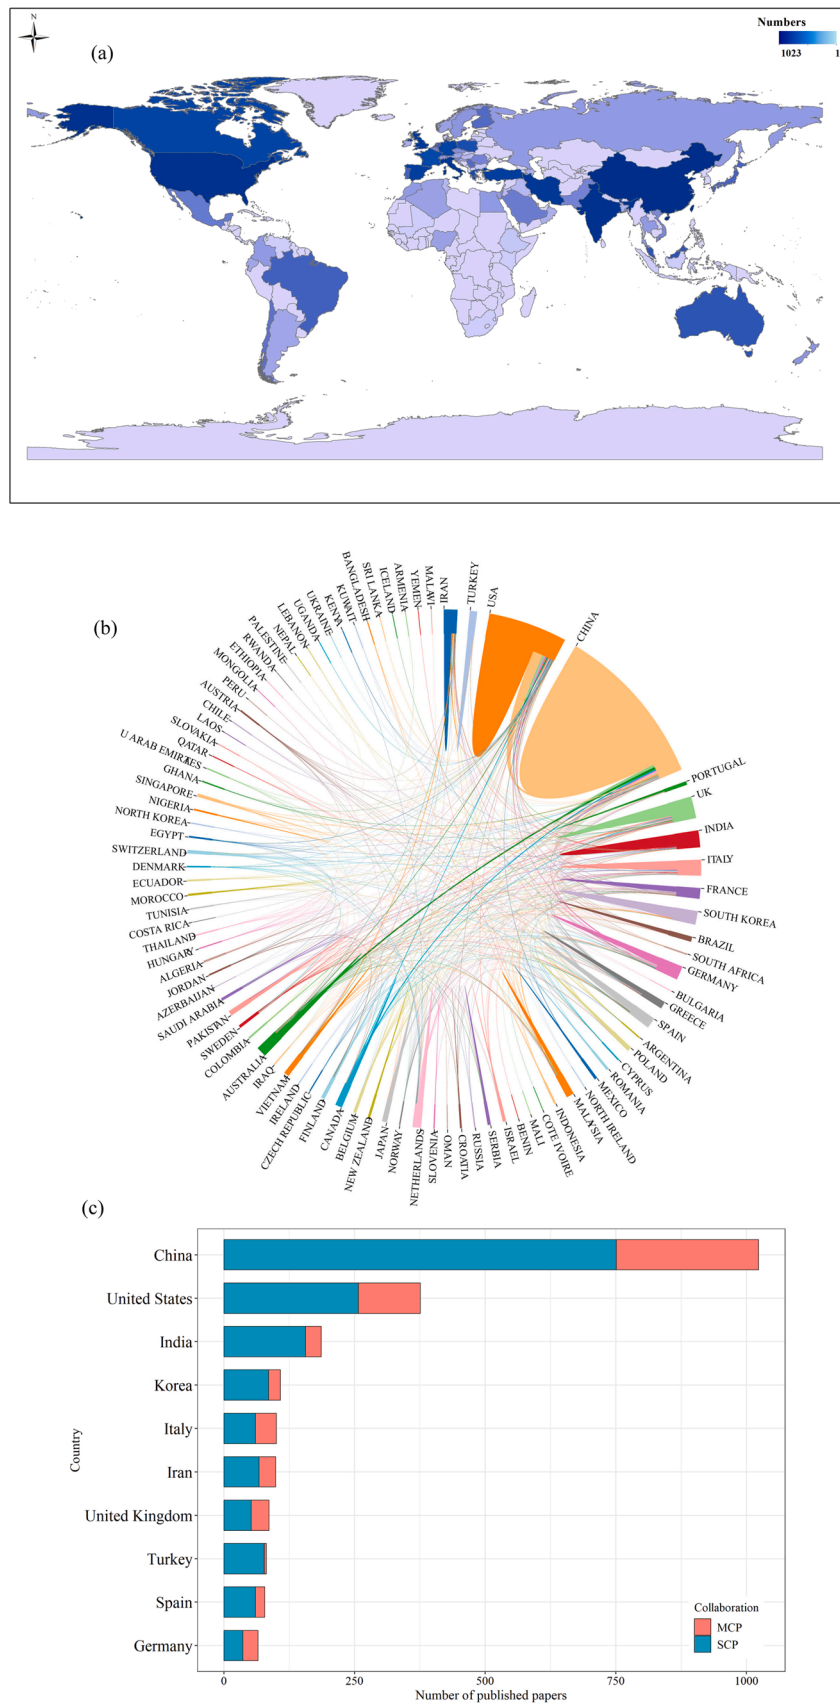 N
(a)
Numbers
1023 1
(b)
MALAWI
YEMEN
ARMENIA
ICELAND
SRI LANKA
BANGLADESH
KUWAIT
KENYA
UKRAINE
UGANDA
LEBANON
NEPAL
PALESTINE
RWANDA
ETHIOPIA
MONGOLIA
PERU
AUSTRIA
CHILE
LAOS
SLOVAKIA
QATAR
U ARAB EMIRATES
GHANA
SINGAPORE
NIGERIA
NORTH KOREA
EGYPT
SWITZERLAND
DENMARK
ECUADOR
MOROCCO
TUNISIA
COSTA RICA
THAILAND
HUNGARY
ALGERIA
JORDAN
AZERBAIJAN
SAUDI ARABIA
PAKISTAN
SWEDEN
COLOMBIA
AUSTRALIA
IRAQ
VIETNAM
IRELAND
CZECH REPUBLIC
FINLAND
CANADA
BELGIUM
NEW ZEALAND
JAPAN
NORWAY
NETHERLANDS
SLOVENIA
OMAN
CROATIA
RUSSIA
SERBIA
ISRAEL
BENIN
MALI
COTE IVOIRE
INDONESIA
MALAYSIA
NORTH IRELAND
MEXICO
ROMANIA
CYPRUS
POLAND
ARGENTINA
SPAIN
GREECE
BULGARIA
GERMANY
SOUTH AFRICA
BRAZIL
SOUTH KOREA
FRANCE
ITALY
INDIA
UK
PORTUGAL
CHINA
USA
TURKEY
IRAN
(c)
China
United States
India
Korea
Italy
Iran
United Kingdom
Turkey
Spain
Germany
Country
Collaboration
MCP
SCP
0 250 500 750 1000
Number of published papers